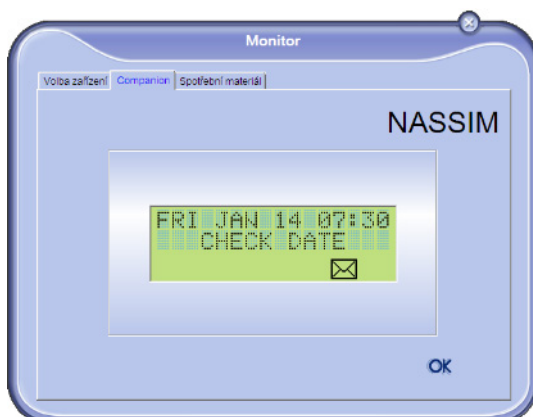 Monitor
Volba zařízení Companion Spotřební materiál
NASSIM
FRI JAN 14 07:30
CHECK DATE
OK